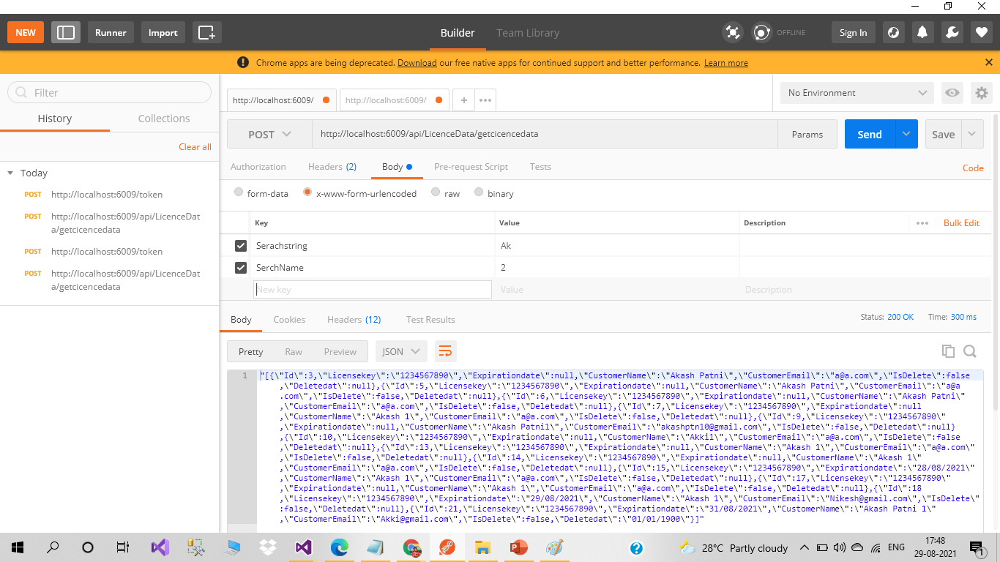 NEW
Runner
Import
Builder
Team Library
OFFLINE
Sign In
Chrome apps are being deprecated. Download our free native apps for continued support and better performance. Learn more
Filter
History
Collections
Clear all
Today
POST http://localhost:6009/token
POST http://localhost:6009/api/LicenceDat
a/getcicencedata
POST http://localhost:6009/token
POST http://localhost:6009/api/LicenceDat
a/getcicencedata
http://localhost:6009/
http://localhost:6009/
No Environment
POST
http://localhost:6009/api/LicenceData/getcicencedata
Params
Send
Save
Authorization
Headers (2)
Body
Pre-request Script
Tests
Code
form-data
x-www-form-urlencoded
raw
binary
Key
Value
Description
Bulk Edit
Serachstring
Ak
SerchName
2
New key
Value
Description
Body
Cookies
Headers (12)
Test Results
Status: 200 OK
Time: 300 ms
Pretty
Raw
Preview
JSON
1
"[{\"Id\":3,\"Licensekey\":\"1234567890\",\"Expirationdate\":null,\"CustomerName\":\"Akash Patni\",\"CustomerEmail\":\"a@a.com\",\"IsDelete\":false
,\"Deletedat\":null},{\"Id\":5,\"Licensekey\":\"1234567890\",\"Expirationdate\":null,\"CustomerName\":\"Akash Patni\",\"CustomerEmail\":\"a@a
.com\",\"IsDelete\":false,\"Deletedat\":null},{\"Id\":6,\"Licensekey\":\"1234567890\",\"Expirationdate\":null,\"CustomerName\":\"Akash Patni\"
,\"CustomerEmail\":\"a@a.com\",\"IsDelete\":false,\"Deletedat\":null},{\"Id\":7,\"Licensekey\":\"1234567890\",\"Expirationdate\":null
,\"CustomerName\":\"Akash 1\",\"CustomerEmail\":\"a@a.com\",\"IsDelete\":false,\"Deletedat\":null},{\"Id\":9,\"Licensekey\":\"1234567890\"
,\"Expirationdate\":null,\"CustomerName\":\"Akash Patni1\",\"CustomerEmail\":\"akashptn10@gmail.com\",\"IsDelete\":false,\"Deletedat\":null}
,{\"Id\":10,\"Licensekey\":\"1234567890\",\"Expirationdate\":null,\"CustomerName\":\"Akki1\",\"CustomerEmail\":\"a@a.com\",\"IsDelete\":false
,\"Deletedat\":null},{\"Id\":13,\"Licensekey\":\"1234567890\",\"Expirationdate\":null,\"CustomerName\":\"Akash 1\",\"CustomerEmail\":\"a@a.com\"
,\"IsDelete\":false,\"Deletedat\":null},{\"Id\":14,\"Licensekey\":\"1234567890\",\"Expirationdate\":null,\"CustomerName\":\"Akash 1\"
,\"CustomerEmail\":\"a@a.com\",\"IsDelete\":false,\"Deletedat\":null},{\"Id\":15,\"Licensekey\":\"1234567890\",\"Expirationdate\":\"28/08/2021\"
,\"CustomerName\":\"Akash 1\",\"CustomerEmail\":\"a@a.com\",\"IsDelete\":false,\"Deletedat\":null},{\"Id\":17,\"Licensekey\":\"1234567890\"
,\"Expirationdate\":null,\"CustomerName\":\"Akash 1\",\"CustomerEmail\":\"a@a.com\",\"IsDelete\":false,\"Deletedat\":null},{\"Id\":18
,\"Licensekey\":\"1234567890\",\"Expirationdate\":\"29/08/2021\",\"CustomerName\":\"Akash 1\",\"CustomerEmail\":\"Nikesh@gmail.com\",\"IsDelete\"
:false,\"Deletedat\":null},{\"Id\":21,\"Licensekey\":\"1234567890\",\"Expirationdate\":\"31/08/2021\",\"CustomerName\":\"Akash Patni 1\"
,\"CustomerEmail\":\"Akki@gmail.com\",\"IsDelete\":false,\"Deletedat\":\"01/01/1900\"}]"
28°C Partly cloudy
ENG
17:48
29-08-2021
1